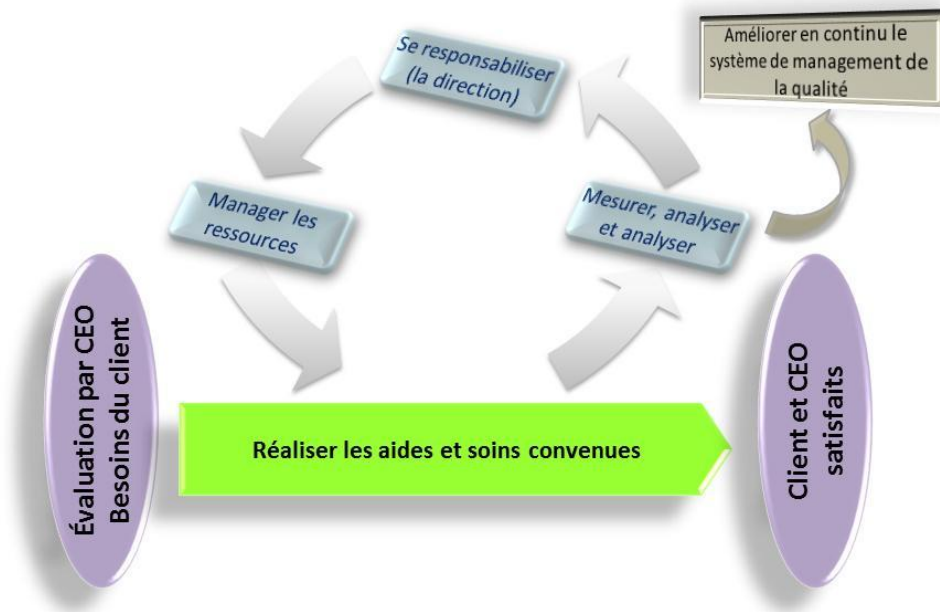 Améliorer en continu le
système de management de
la qualité
Se responsabiliser
(la direction)
Manager les
ressources
Mesurer, analyser
et analyser
Évaluation par CEO
Besoins du client
Réaliser les aides et soins convenues
Client et CEO
satisfaits